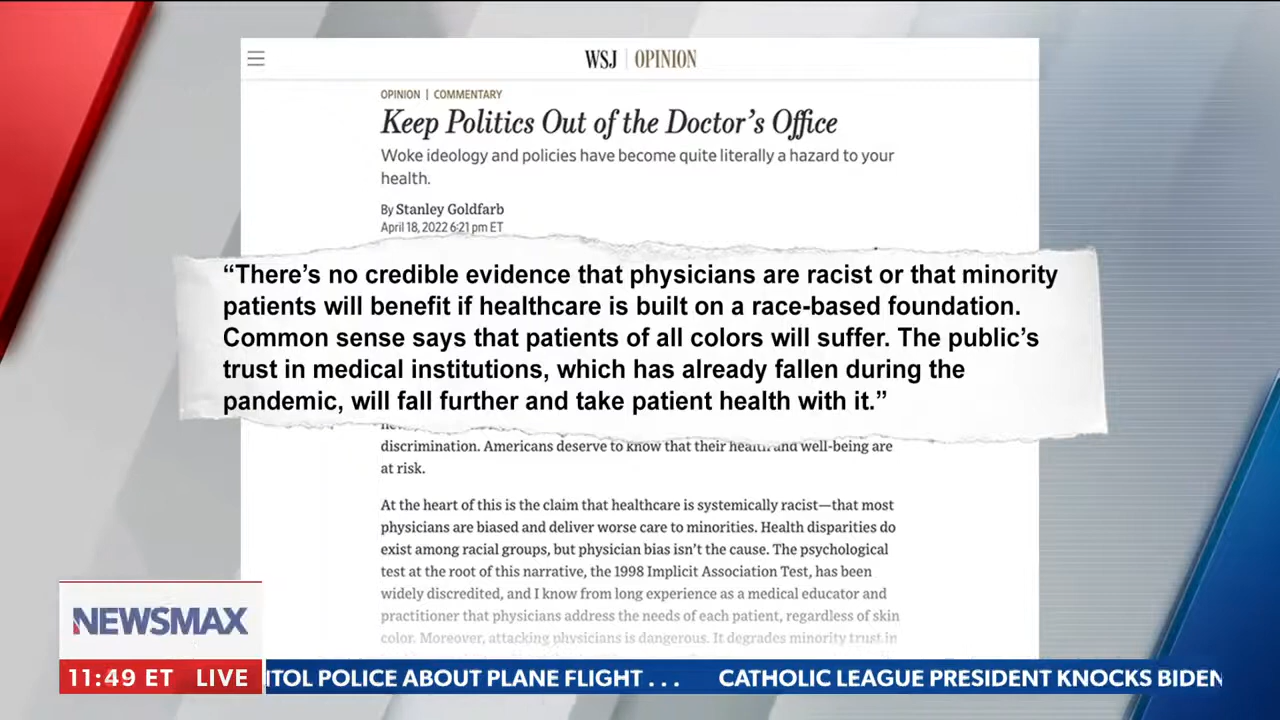 WSJ | OPINION
OPINION | COMMENTARY
Keep Politics Out of the Doctor's Office
Woke ideology and policies have become quite literally a hazard to your
health.
By Stanley Goldfarb
April 18, 2022 6:21 pm ET
“There's no credible evidence that physicians are racist or that minority
patients will benefit if healthcare is built on a race-based foundation.
Common sense says that patients of all colors will suffer. The public's
trust in medical institutions, which has already fallen during the
pandemic, will fall further and take patient health with it.”
discrimination. Americans deserve to know that their health and well-being are
at risk.
At the heart of this is the claim that healthcare is systemically racist—that most
physicians are biased and deliver worse care to minorities. Health disparities do
exist among racial groups, but physician bias isn't the cause. The psychological
test at the root of this narrative, the 1998 Implicit Association Test, has been
widely discredited, and I know from long experience as a medical educator and
practitioner that physicians address the needs of each patient, regardless of skin
color. Moreover, attacking physicians is dangerous. It degrades minority trust in
NEWSMAX
11:49 ET LIVE
ITOL POLICE ABOUT PLANE FLIGHT . . . CATHOLIC LEAGUE PRESIDENT KNOCKS BIDEN